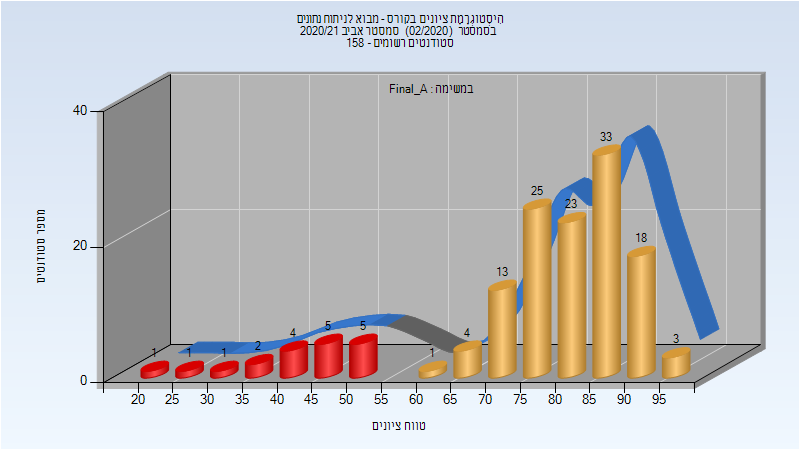 היסטוגרמת ציונים בקורס - מבוא לניתוח נתונים
בסמסטר (02/2020) סמסטר אביב 2020/21
סטודנטים רשומים - 158
במשימה : Final_A
מספר סטודנטים
40
20
0
1 1 1 2 4 5 5 1 4 13 25 23 33 18 3
20 25 30 35 40 45 50 55 60 65 70 75 80 85 90 95
טווח ציונים